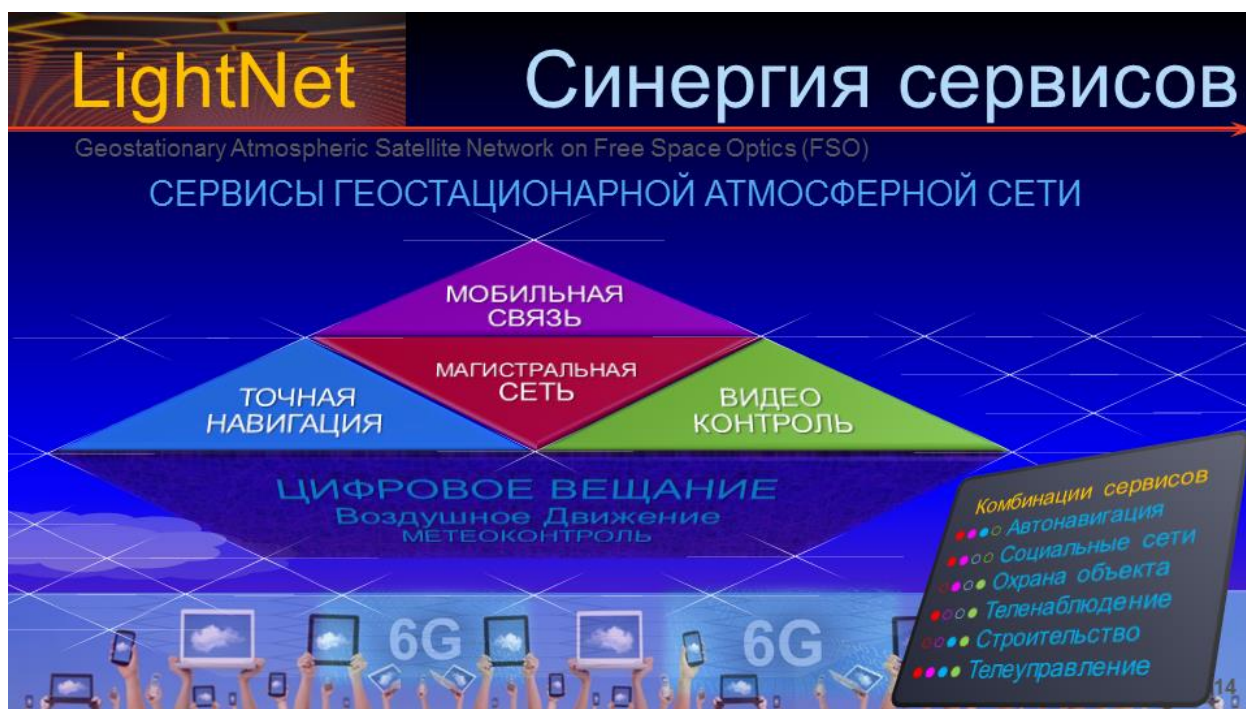 LightNet
Синергия сервисов
Geostationary Atmospheric Satellite Network on Free Space Optics (FSO)
СЕРВИСЫ ГЕОСТАЦИОНАРНОЙ АТМОСФЕРНОЙ СЕТИ
МОБИЛЬНАЯ
СВЯЗЬ
МАГИСТРАЛЬНАЯ
СЕТЬ
ТОЧНАЯ
НАВИГАЦИЯ
ВИДЕО
КОНТРОЛЬ
ЦИФРОВОЕ ВЕЩАНИЕ
Воздушное Движение
МЕТЕОКОНТРОЛЬ
Комбинации сервисов
Автонавигация
Социальные сети
Охрана объекта
Теленаблюдение
Строительство
Телеуправление
6G
6G
14